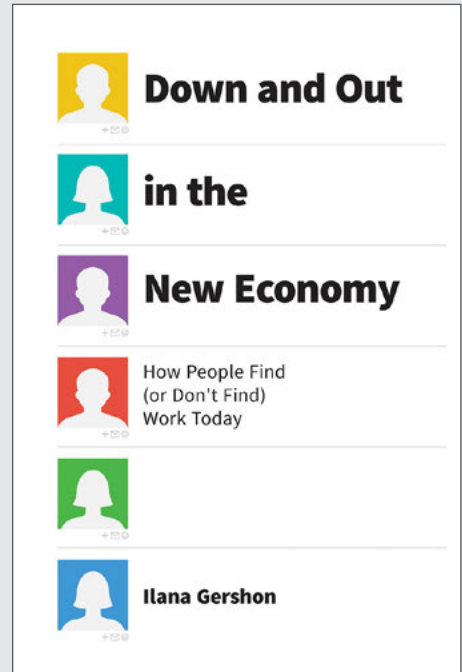 Down and Out
in the
New Economy
How People Find
(or Don't Find)
Work Today
Ilana Gershon